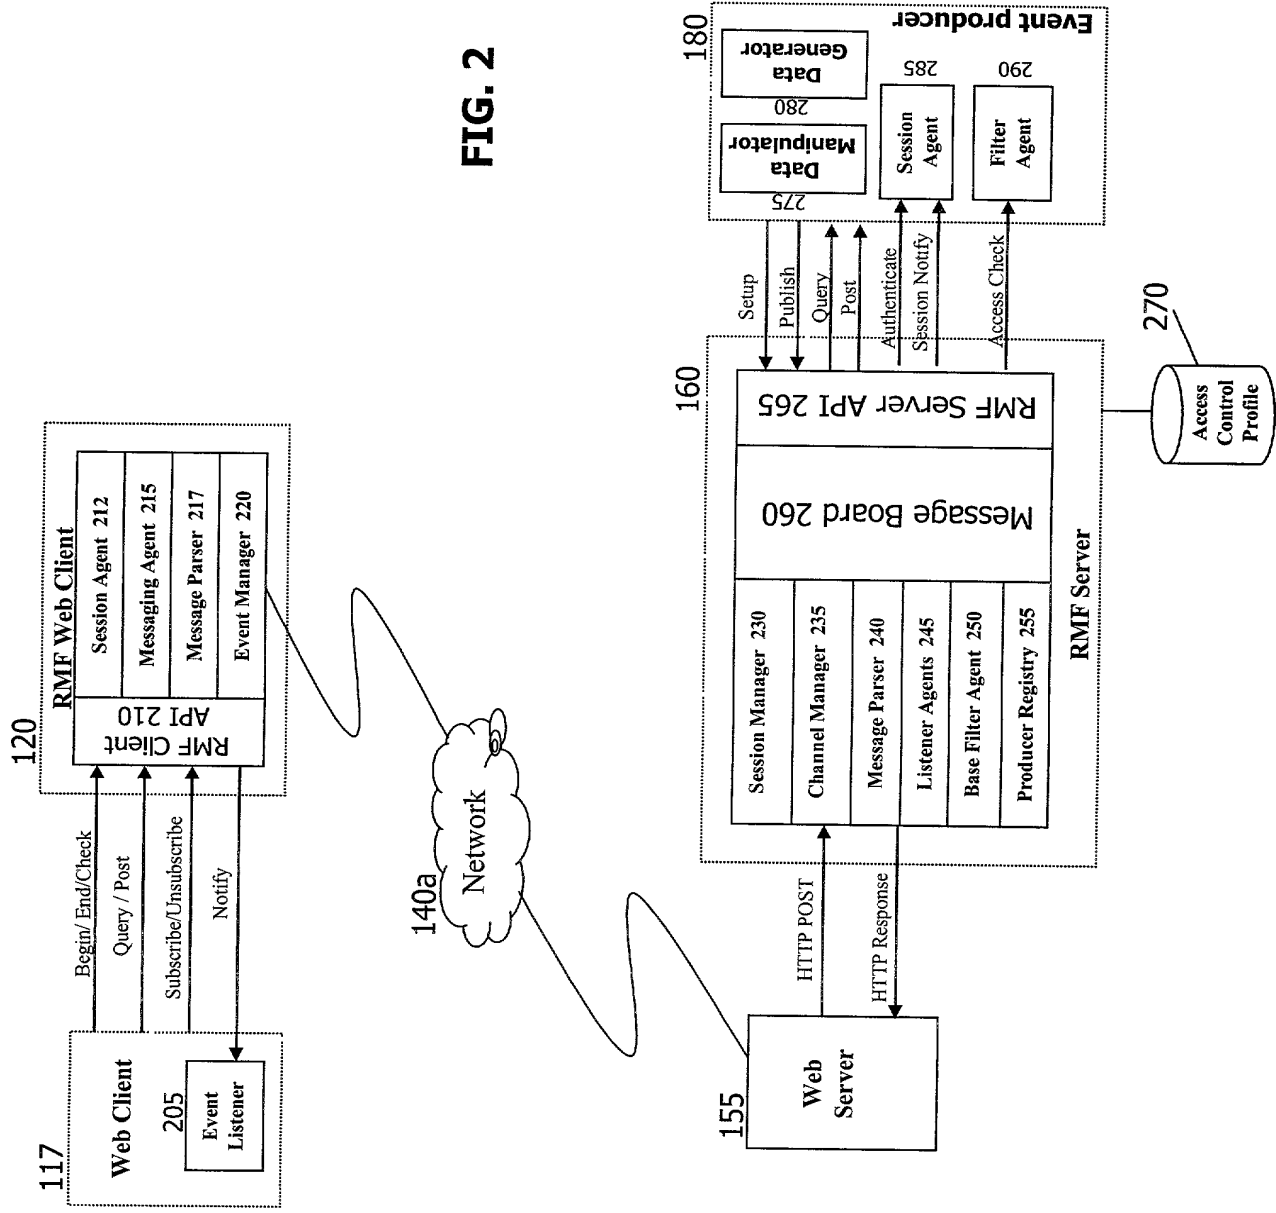 FIG. 2
117
Web Client
205
Event
Listener
Begin/ End/Check
Query / Post
Subscribe/Unsubscribe
Notify
120
RMF Web Client
RMF Client
API 210
Session Agent 212
Messaging Agent 215
Message Parser 217
Event Manager 220
140a
Network
155
Web
Server
HTTP POST
HTTP Response
160
Session Manager 230
Channel Manager 235
Message Parser 240
Listener Agents 245
Base Filter Agent 250
Producer Registry 255
Message Board 260
RMF Server API 265
RMF Server
270
Access
Control
Profile
Setup
Publish
Query
Post
Authenticate
Session Notify
Access Check
180
Data
Manipulator
275
Data
Generator
280
Session
Agent
285
Filter
Agent
290
Event producer